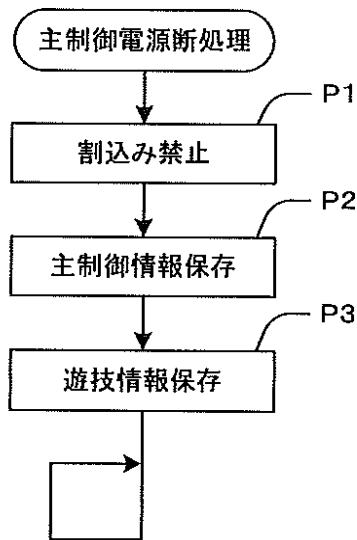 主制御電源断処理
P1
割込み禁止
P2
主制御情報保存
P3
遊技情報保存